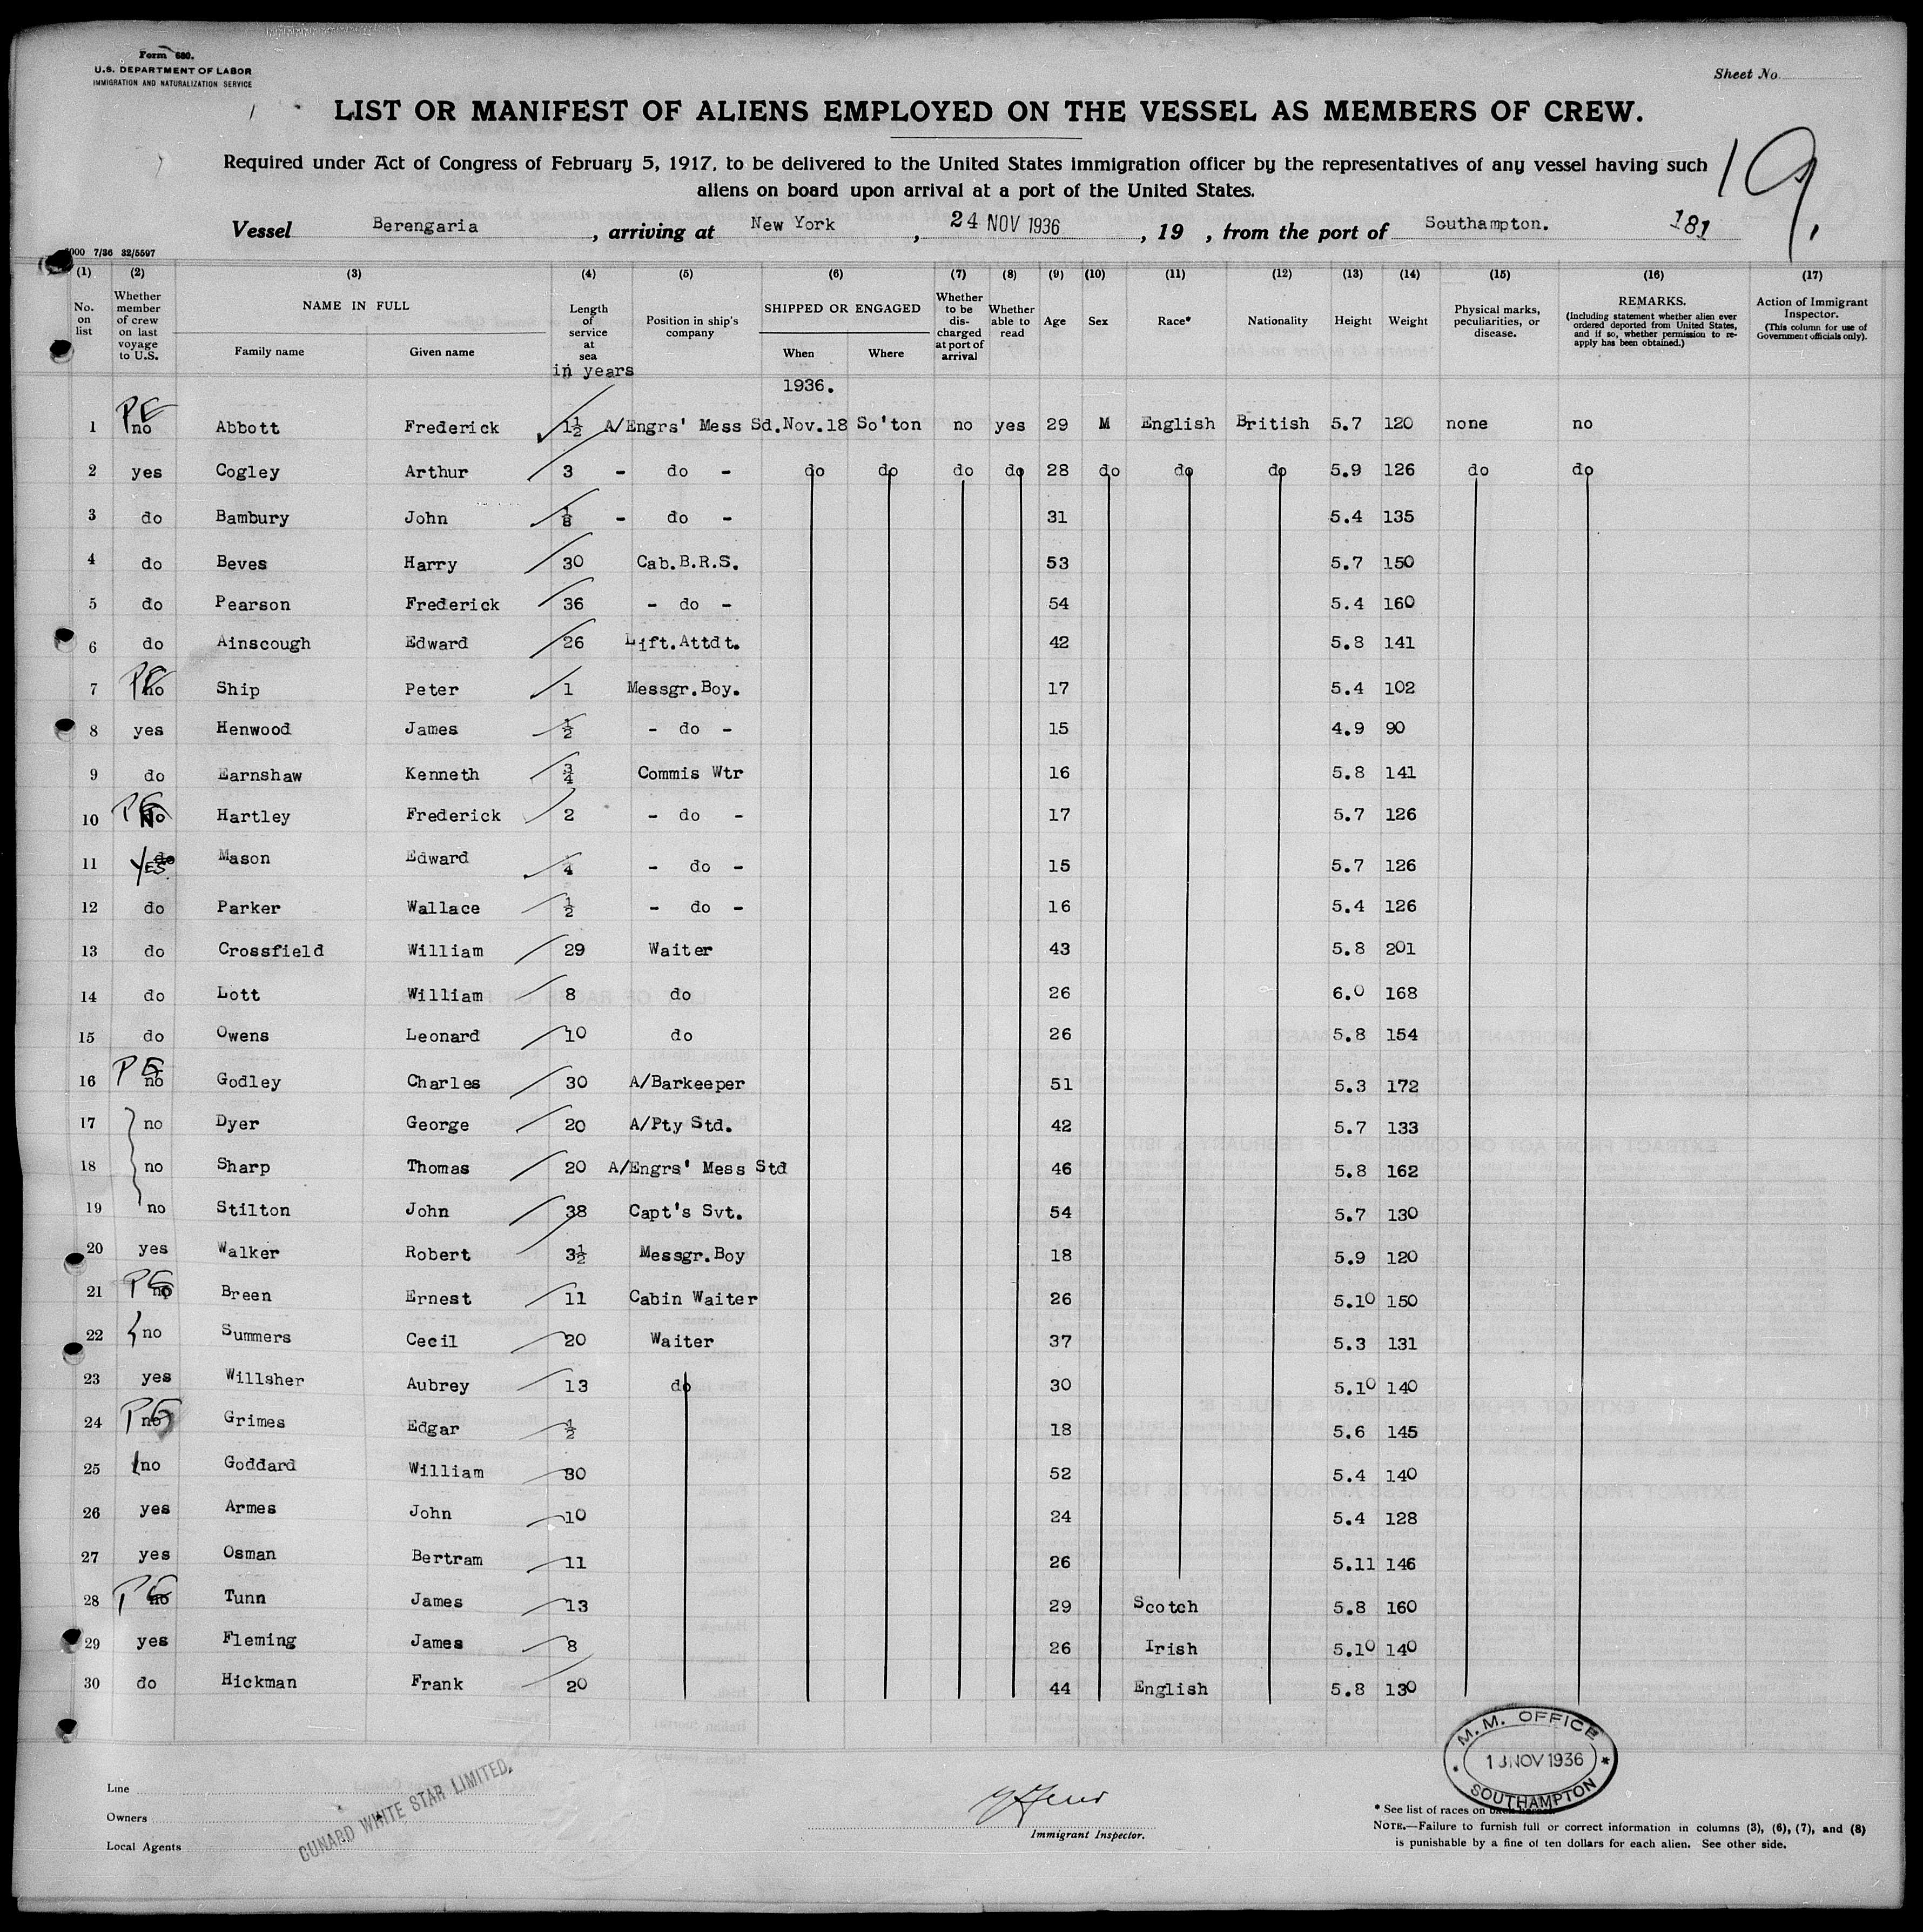 Form 680.
U.S. DEPARTMENT OF LABOR
IMMIGRATION AND NATURALIZATION SERVICE
Sheet No.
LIST OR MANIFEST OF ALIENS EMPLOYED ON THE VESSEL AS MEMBERS OF CREW.
Required under Act of Congress of February 5, 1917, to be delivered to the United States immigration officer by the representatives of any vessel having such
aliens on board upon arrival at a port of the United States.
19.
Vessel Berengaria, arriving at New York, 24 NOV 1936, 19 , from the port of Southampton. 181
7/36 32/5597
(1) (2) (3) (4) (5) (6) (7) (8) (9) (10) (11) (12) (13) (14) (15) (16) (17)
No. on list
Whether member of crew on last voyage to U.S.
NAME IN FULL
Family name
Given name
Length of service at sea
in years
Position in ship's company
SHIPPED OR ENGAGED
When
Where
Whether to be discharged at port of arrival
Whether able to read
Age
Sex
Race*
Nationality
Height
Weight
Physical marks, peculiarities, or disease.
REMARKS.
(Including statement whether alien ever ordered deported from United States, and if so, whether permission to re-apply has been obtained.)
Action of Immigrant Inspector.
(This column for use of Government officials only).
1936.
1 PE no Abbott Frederick 1½ A/Engrs' Mess Sd. Nov.18 So'ton no yes 29 M English British 5.7 120 none no
2 yes Cogley Arthur 3 - do - do do do do 28 do do do 5.9 126 do do
3 do Bambury John ⅛ - do - 31 5.4 135
4 do Beves Harry 30 Cab.B.R.S. 53 5.7 150
5 do Pearson Frederick 36 - do - 54 5.4 160
6 do Ainscough Edward 26 Lift.Attdt. 42 5.8 141
7 PE no Ship Peter 1 Messgr.Boy. 17 5.4 102
8 yes Henwood James ½ - do - 15 4.9 90
9 do Earnshaw Kenneth ¾ Commis Wtr 16 5.8 141
10 PE No Hartley Frederick 2 - do - 17 5.7 126
11 do YES Mason Edward ¼ - do - 15 5.7 126
12 do Parker Wallace ½ - do - 16 5.4 126
13 do Crossfield William 29 Waiter 43 5.8 201
14 do Lott William 8 do 26 6.0 168
15 do Owens Leonard 10 do 26 5.8 154
16 PE no Godley Charles 30 A/Barkeeper 51 5.3 172
17 no Dyer George 20 A/Pty Std. 42 5.7 133
18 no Sharp Thomas 20 A/Engrs' Mess Std 46 5.8 162
19 no Stilton John 38 Capt's Svt. 54 5.7 130
20 yes Walker Robert 3½ Messgr.Boy 18 5.9 120
21 PE no Breen Ernest 11 Cabin Waiter 26 5.10 150
22 no Summers Cecil 20 Waiter 37 5.3 131
23 yes Willsher Aubrey 13 do 30 5.10 140
24 PE no Grimes Edgar ½ 18 5.6 145
25 no Goddard William 30 52 5.4 140
26 yes Armes John 10 24 5.4 128
27 yes Osman Bertram 11 26 5.11 146
28 PE no Tunn James 13 29 Scotch 5.8 160
29 yes Fleming James 8 26 Irish 5.10 140
30 do Hickman Frank 20 44 English 5.8 130
M.M. OFFICE
NOV 1936
SOUTHAMPTON
Line
Owners
Local Agents
CUNARD WHITE STAR LIMITED.
Immigrant Inspector.
* See list of races on back hereof.
NOTE.—Failure to furnish full or correct information in columns (3), (6), (7), and (8)
is punishable by a fine of ten dollars for each alien. See other side.